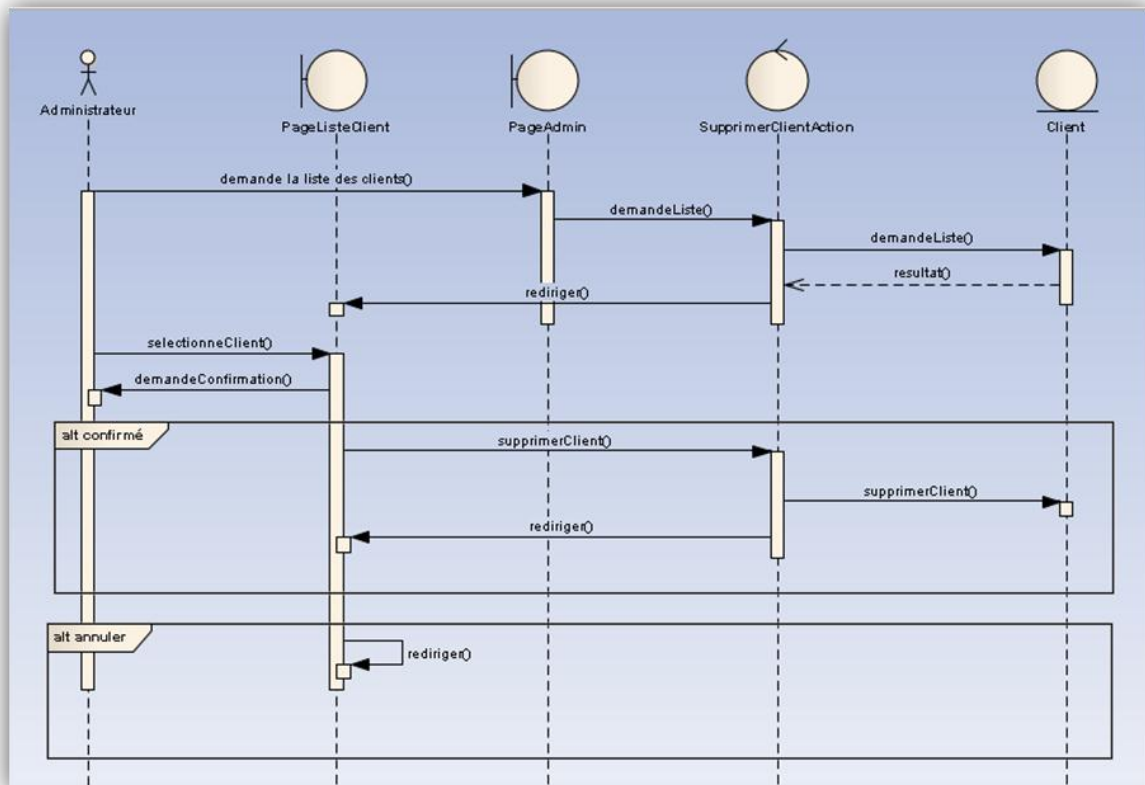 Administrateur
PageListeClient
PageAdmin
SupprimerClientAction
Client
demande la liste des clients()
demandeListe()
demandeListe()
resultat()
rediriger()
selectionneClient()
demandeConfirmation()
alt confirmé
supprimerClient()
supprimerClient()
rediriger()
alt annuler
rediriger()